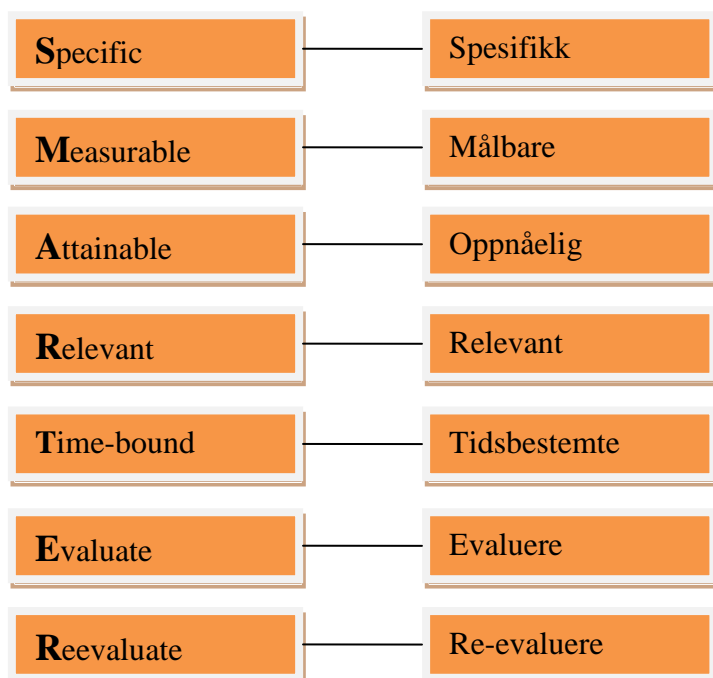 Specific Spesifikk
Measurable Målbare
Attainable Oppnåelig
Relevant Relevant
Time-bound Tidsbestemte
Evaluate Evaluere
Reevaluate Re-evaluere